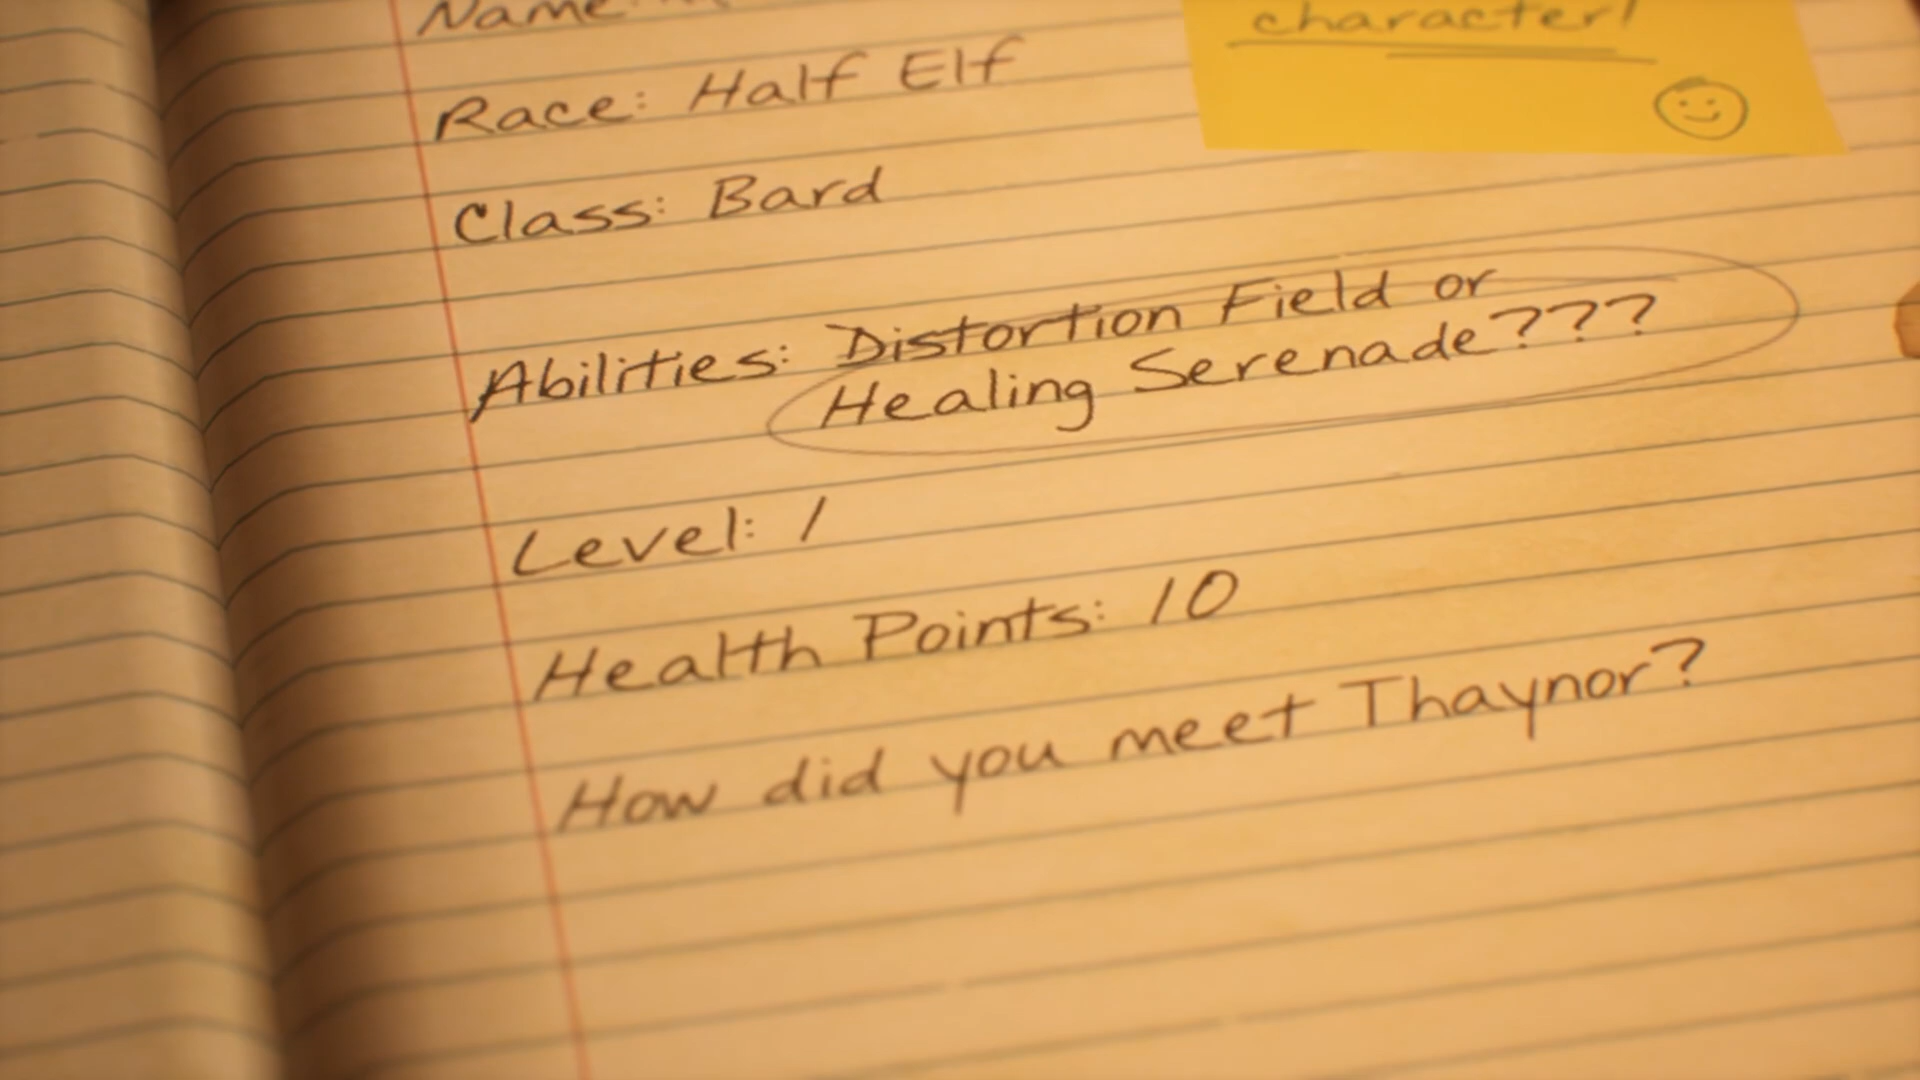 Name
character!
Race: Half Elf
Class: Bard
Abilities: Distortion Field or
Healing Serenade???
Level: 1
Health Points: 10
How did you meet Thaynor?